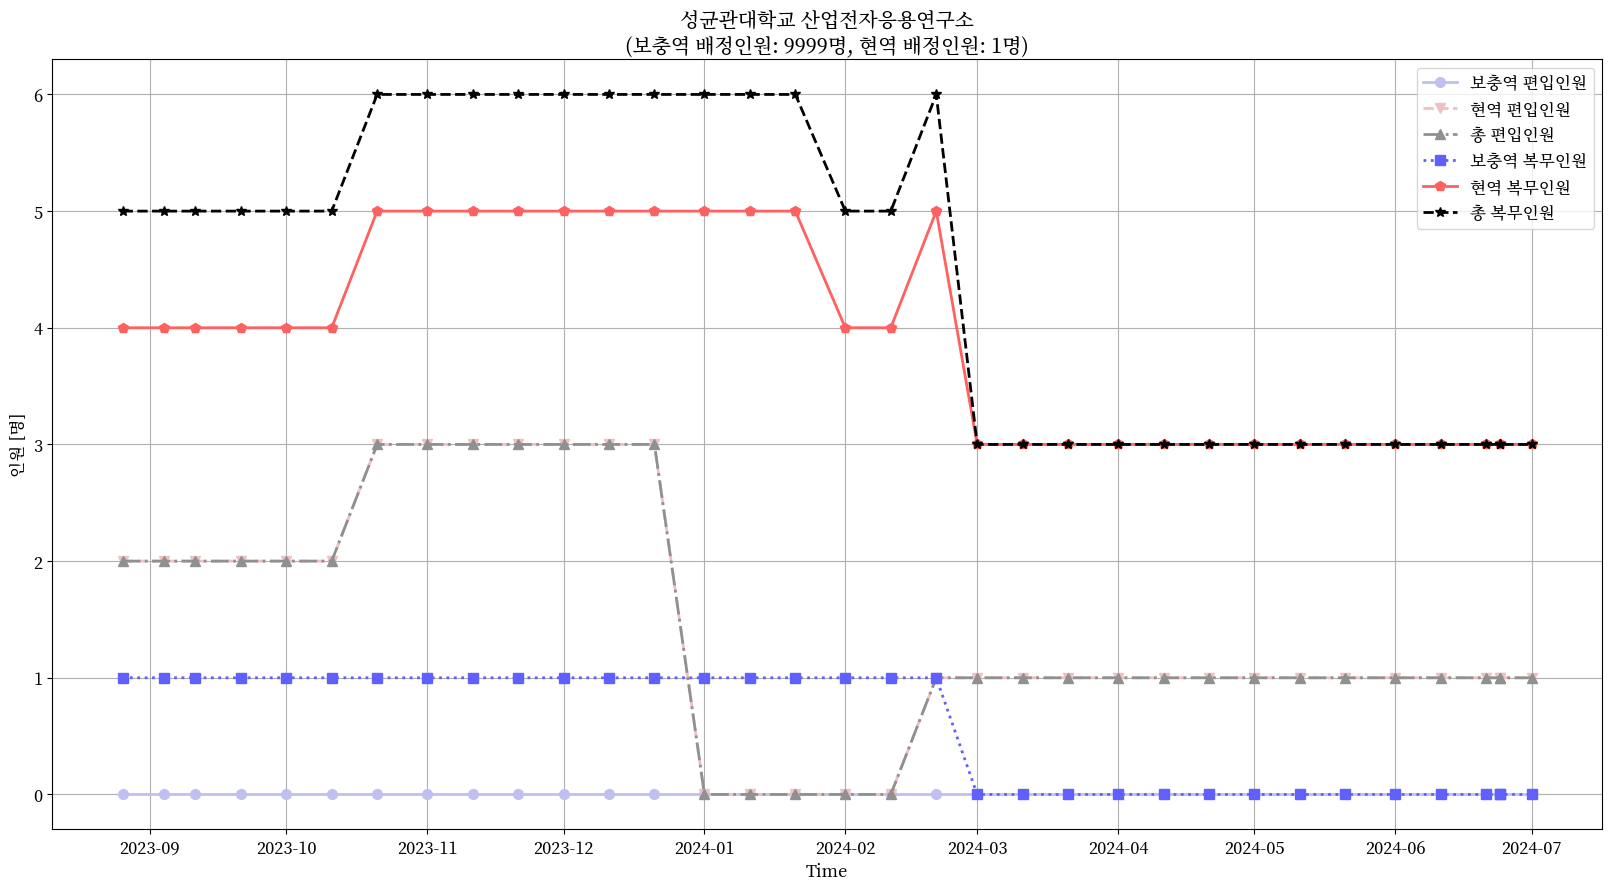 성균관대학교 산업전자응용연구소
(보충역 배정인원: 9999명, 현역 배정인원: 1명)
보충역 편입인원
현역 편입인원
총 편입인원
보충역 복무인원
현역 복무인원
총 복무인원
인원 [명]
6
5
4
3
2
1
0
2023-09
2023-10
2023-11
2023-12
2024-01
2024-02
2024-03
2024-04
2024-05
2024-06
2024-07
Time